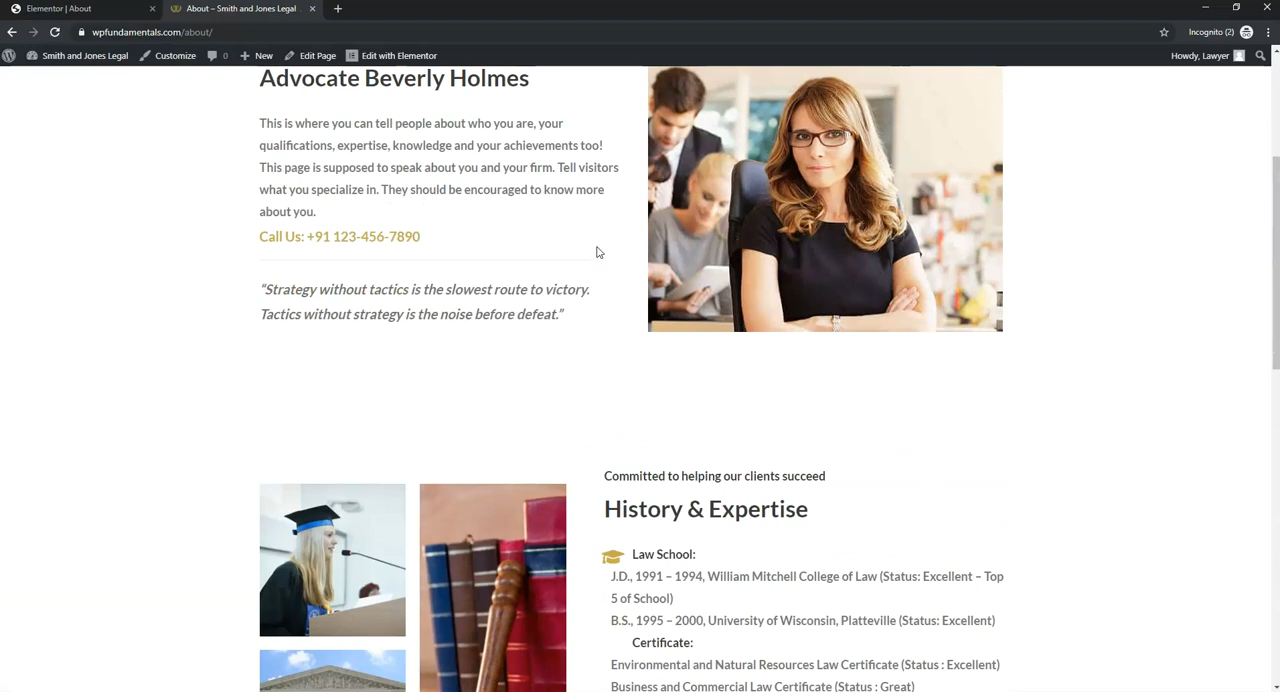 Elementor | About
About – Smith and Jones Legal
wpfundamentals.com/about/
Incognito (2)
Smith and Jones Legal
Customize
0
New
Edit Page
Edit with Elementor
Howdy, Lawyer
Advocate Beverly Holmes
This is where you can tell people about who you are, your
qualifications, expertise, knowledge and your achievements too!
This page is supposed to speak about you and your firm. Tell visitors
what you specialize in. They should be encouraged to know more
about you.
Call Us: +91 123-456-7890
“Strategy without tactics is the slowest route to victory.
Tactics without strategy is the noise before defeat.”
Committed to helping our clients succeed
History & Expertise
Law School:
J.D., 1991 – 1994, William Mitchell College of Law (Status: Excellent – Top
5 of School)
B.S., 1995 – 2000, University of Wisconsin, Platteville (Status: Excellent)
Certificate:
Environmental and Natural Resources Law Certificate (Status : Excellent)
Business and Commercial Law Certificate (Status : Great)